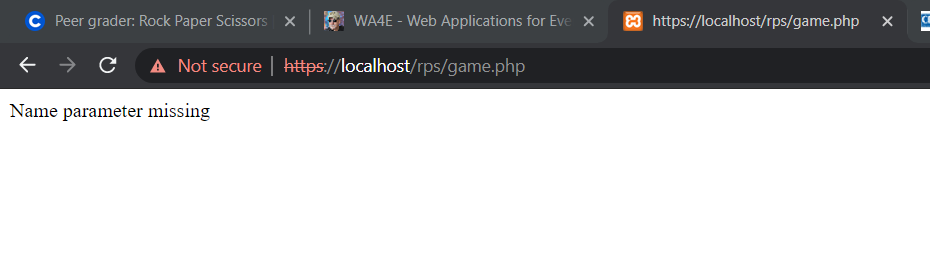 Peer grader: Rock Paper Scissors
WA4E - Web Applications for Eve
https://localhost/rps/game.php
Not secure
https://localhost/rps/game.php
Name parameter missing